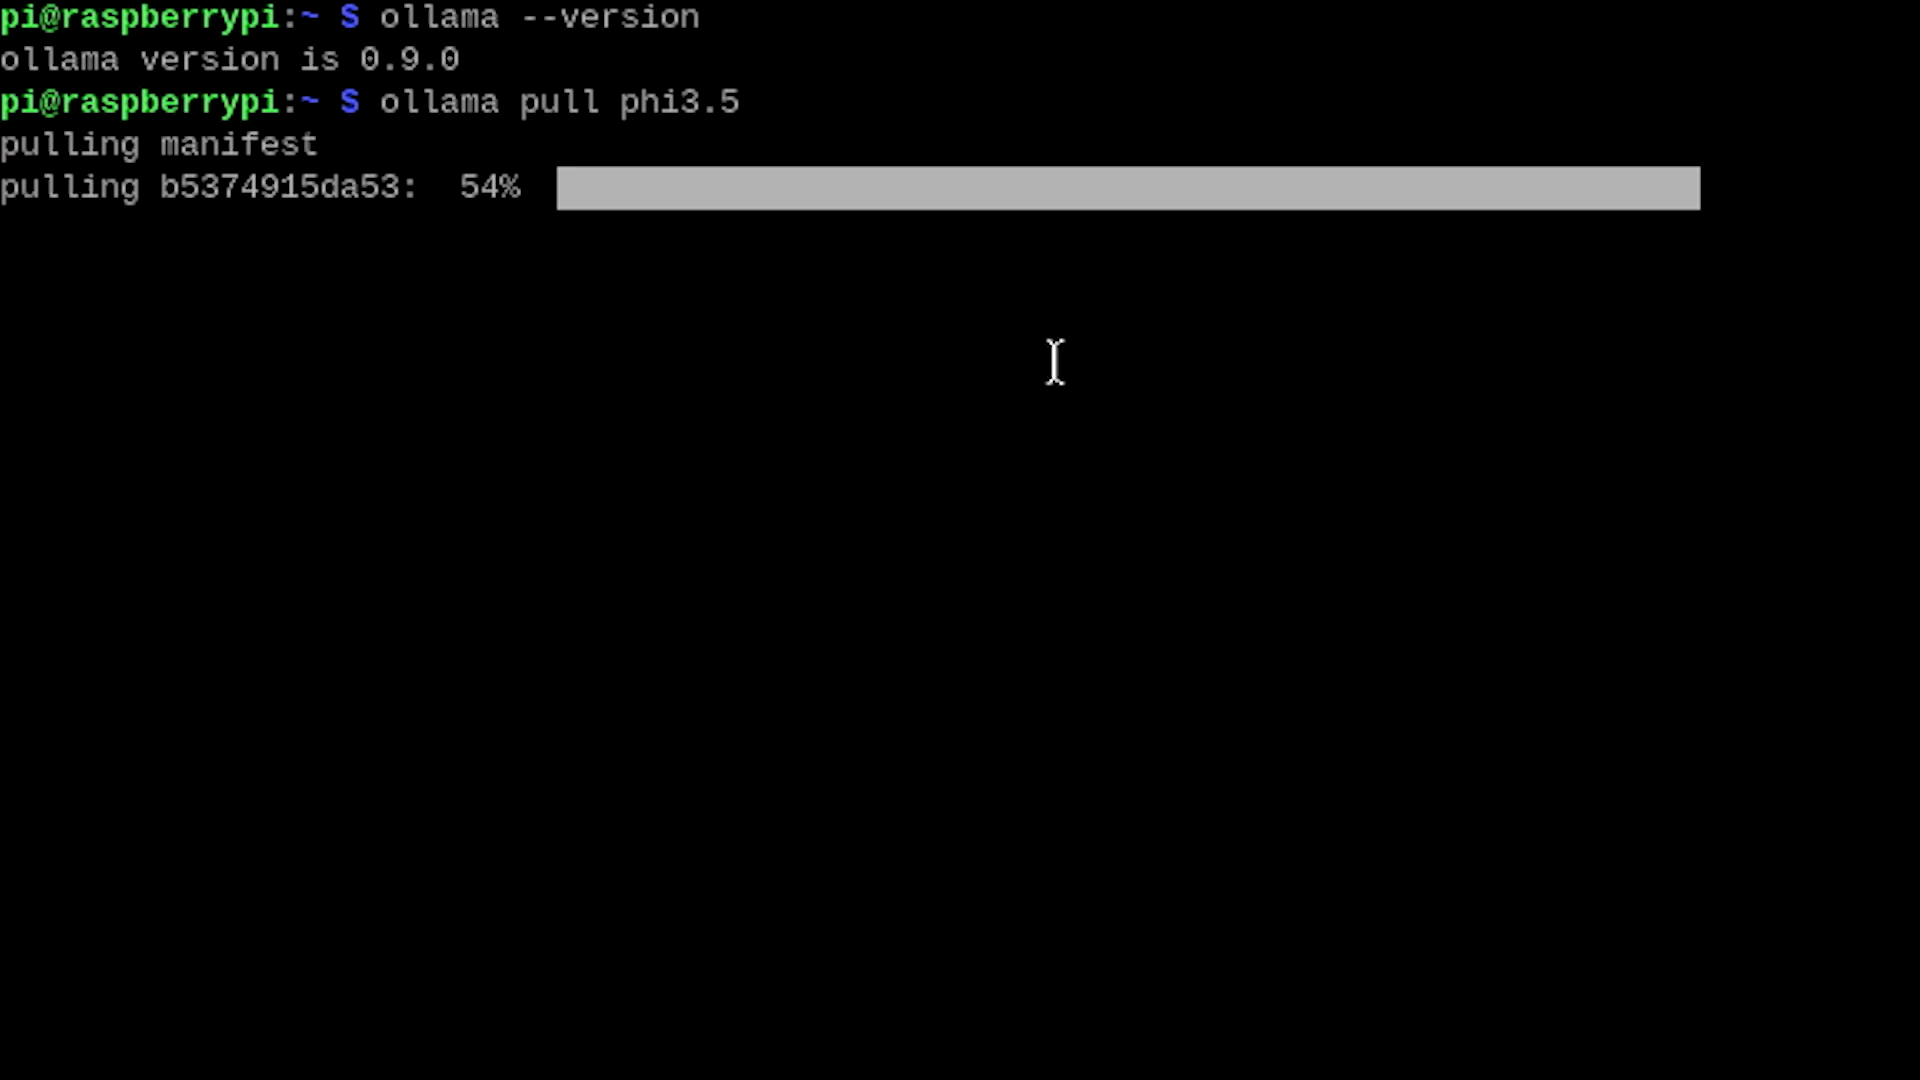 pi@raspberrypi:~ $ ollama --version
ollama version is 0.9.0
pi@raspberrypi:~ $ ollama pull phi3.5
pulling manifest
pulling b5374915da53:  54%